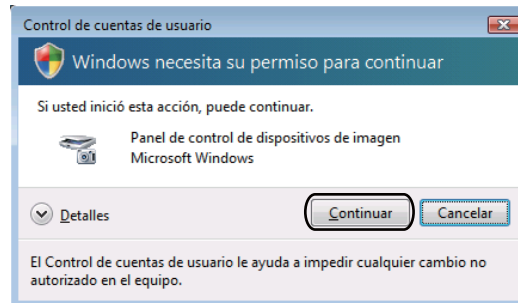 Control de cuentas de usuario
Windows necesita su permiso para continuar
Si usted inició esta acción, puede continuar.
Panel de control de dispositivos de imagen
Microsoft Windows
Detalles
Continuar
Cancelar
El Control de cuentas de usuario le ayuda a impedir cualquier cambio no
autorizado en el equipo.